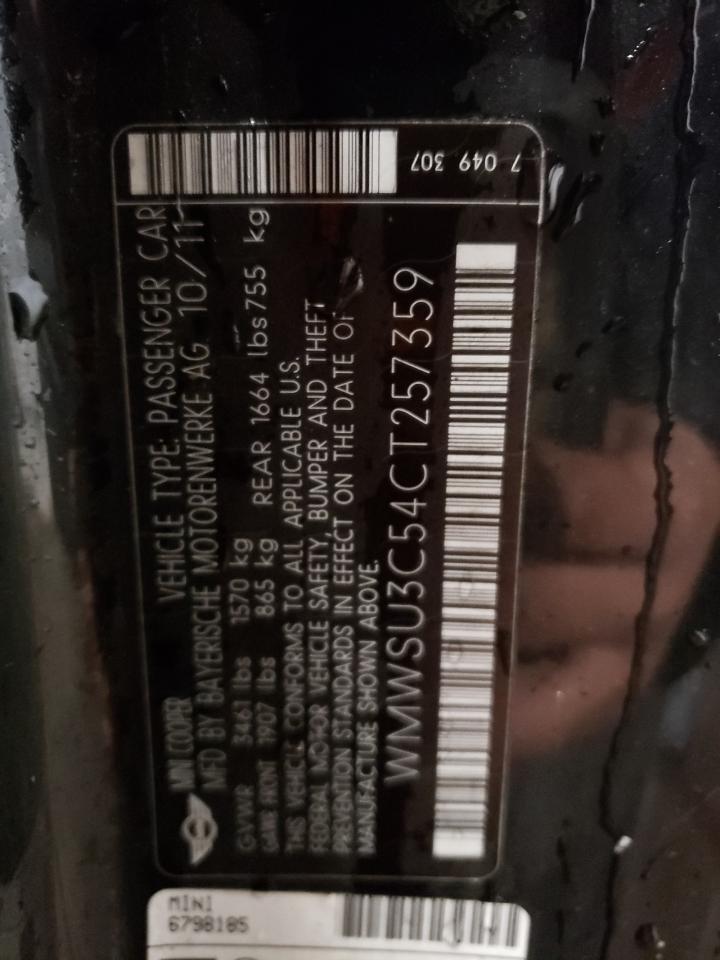 MINI COOPER VEHICLE TYPE: PASSENGER CAR
MFD BY BAYERISCHE MOTORENWERKE AG 10/11
GVWR 3461 lbs 1570 kg
GAWR FRONT 1907 lbs 865 kg REAR 1664 lbs 755 kg
THIS VEHICLE CONFORMS TO ALL APPLICABLE U.S.
FEDERAL MOTOR VEHICLE SAFETY, BUMPER AND THEFT
PREVENTION STANDARDS IN EFFECT ON THE DATE OF
MANUFACTURE SHOWN ABOVE.
WMWSU3C54CT257359
7 049 307
MINI
6798185